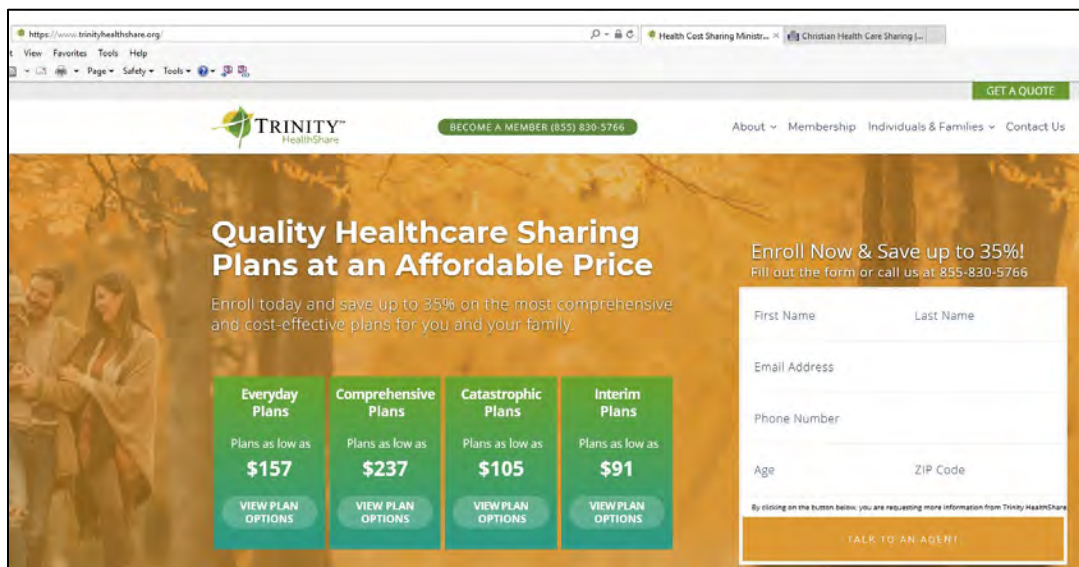 https://www.trinityhealthshare.org/
Health Cost Sharing Ministr...
Christian Health Care Sharing |...
View Favorites Tools Help
Page Safety Tools
GET A QUOTE
TRINITY™
HealthShare
BECOME A MEMBER (855) 830-5766
About Membership Individuals & Families Contact Us
Quality Healthcare Sharing
Plans at an Affordable Price
Enroll today and save up to 35% on the most comprehensive
and cost-effective plans for you and your family.
Everyday
Plans
Plans as low as
$157
VIEW PLAN
OPTIONS
Comprehensive
Plans
Plans as low as
$237
VIEW PLAN
OPTIONS
Catastrophic
Plans
Plans as low as
$105
VIEW PLAN
OPTIONS
Interim
Plans
Plans as low as
$91
VIEW PLAN
OPTIONS
Enroll Now & Save up to 35%!
Fill out the form or call us at 855-830-5766
First Name Last Name
Email Address
Phone Number
Age ZIP Code
By clicking on the button below, you are requesting more information from Trinity HealthShare
TALK TO AN AGENT